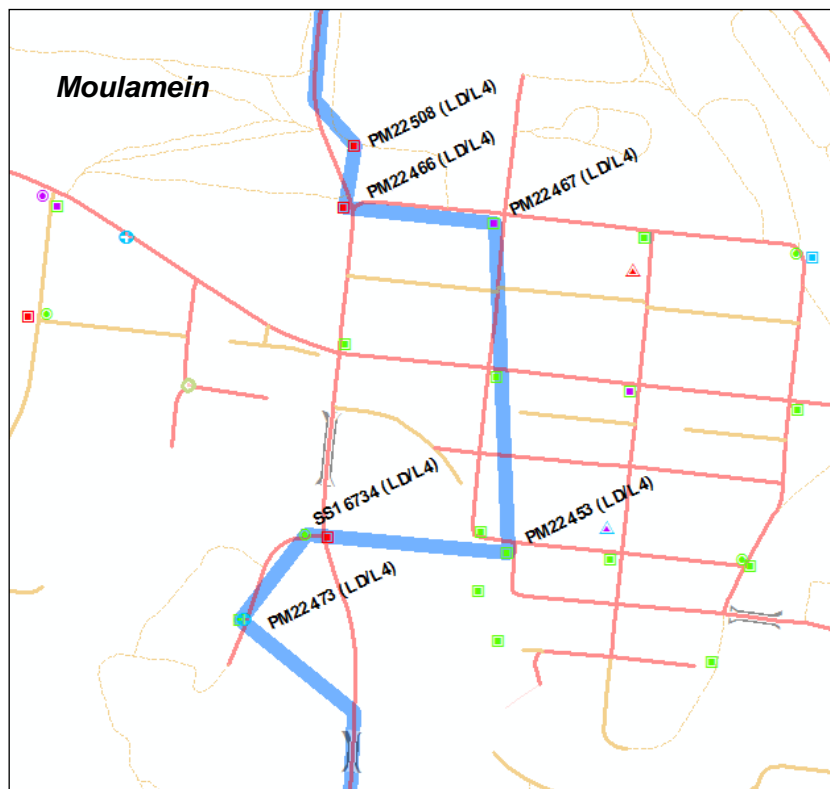 Moulamein
PM22508 (LD/L4)
PM22466 (LD/L4)
PM22467 (LD/L4)
SS16734 (LD/L4)
PM22453 (LD/L4)
PM22473 (LD/L4)